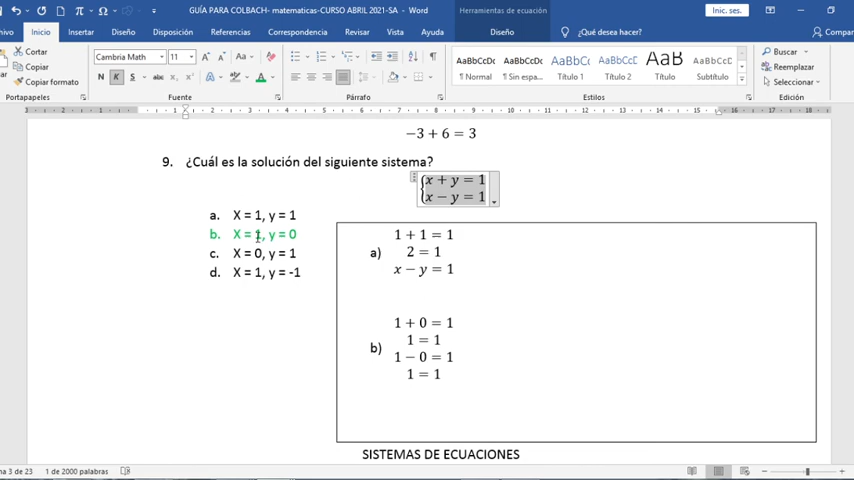 GUÍA PARA COLBACH- matematicas-CURSO ABRIL 2021-SA - Word
Herramientas de ecuación
Inic. ses.
Inicio
Insertar
Diseño
Disposición
Referencias
Correspondencia
Revisar
Vista
Ayuda
Diseño
¿Qué desea hacer?
Cortar
Copiar
Copiar formato
Portapapeles
Cambria Math
11
Fuente
Párrafo
AaBbCcDc
¶ Normal
AaBbCcDc
¶ Sin espa...
AaBbCc
Título 1
AaBbCcC
Título 2
AaB
Título
AaBbCcC
Subtítulo
Estilos
Buscar
Reemplazar
Seleccionar
Edición
−3 + 6 = 3
9. ¿Cuál es la solución del siguiente sistema?
x + y = 1
x − y = 1
a. X = 1, y = 1
b. X = 1, y = 0
c. X = 0, y = 1
d. X = 1, y = -1
a)
1 + 1 = 1
2 = 1
x − y = 1
b)
1 + 0 = 1
1 = 1
1 − 0 = 1
1 = 1
SISTEMAS DE ECUACIONES
3 de 23
1 de 2000 palabras